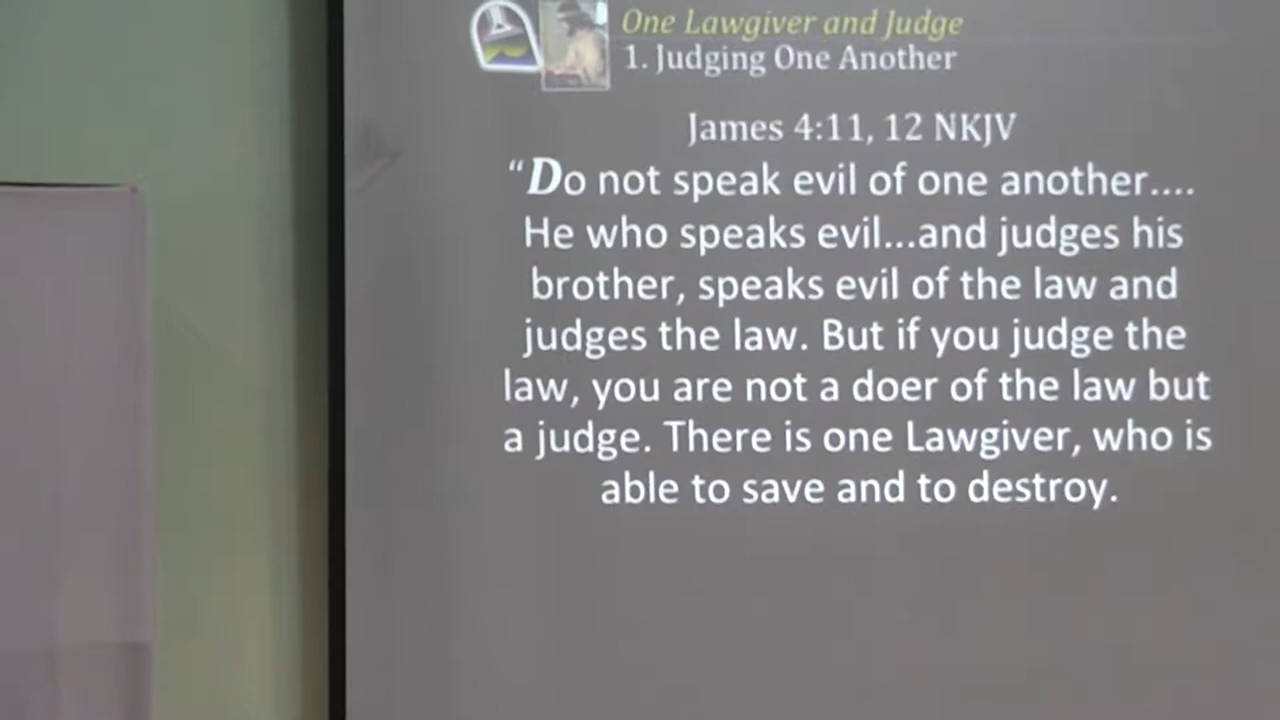 One Lawgiver and Judge
1. Judging One Another
James 4:11, 12 NKJV
“Do not speak evil of one another....
He who speaks evil...and judges his
brother, speaks evil of the law and
judges the law. But if you judge the
law, you are not a doer of the law but
a judge. There is one Lawgiver, who is
able to save and to destroy.